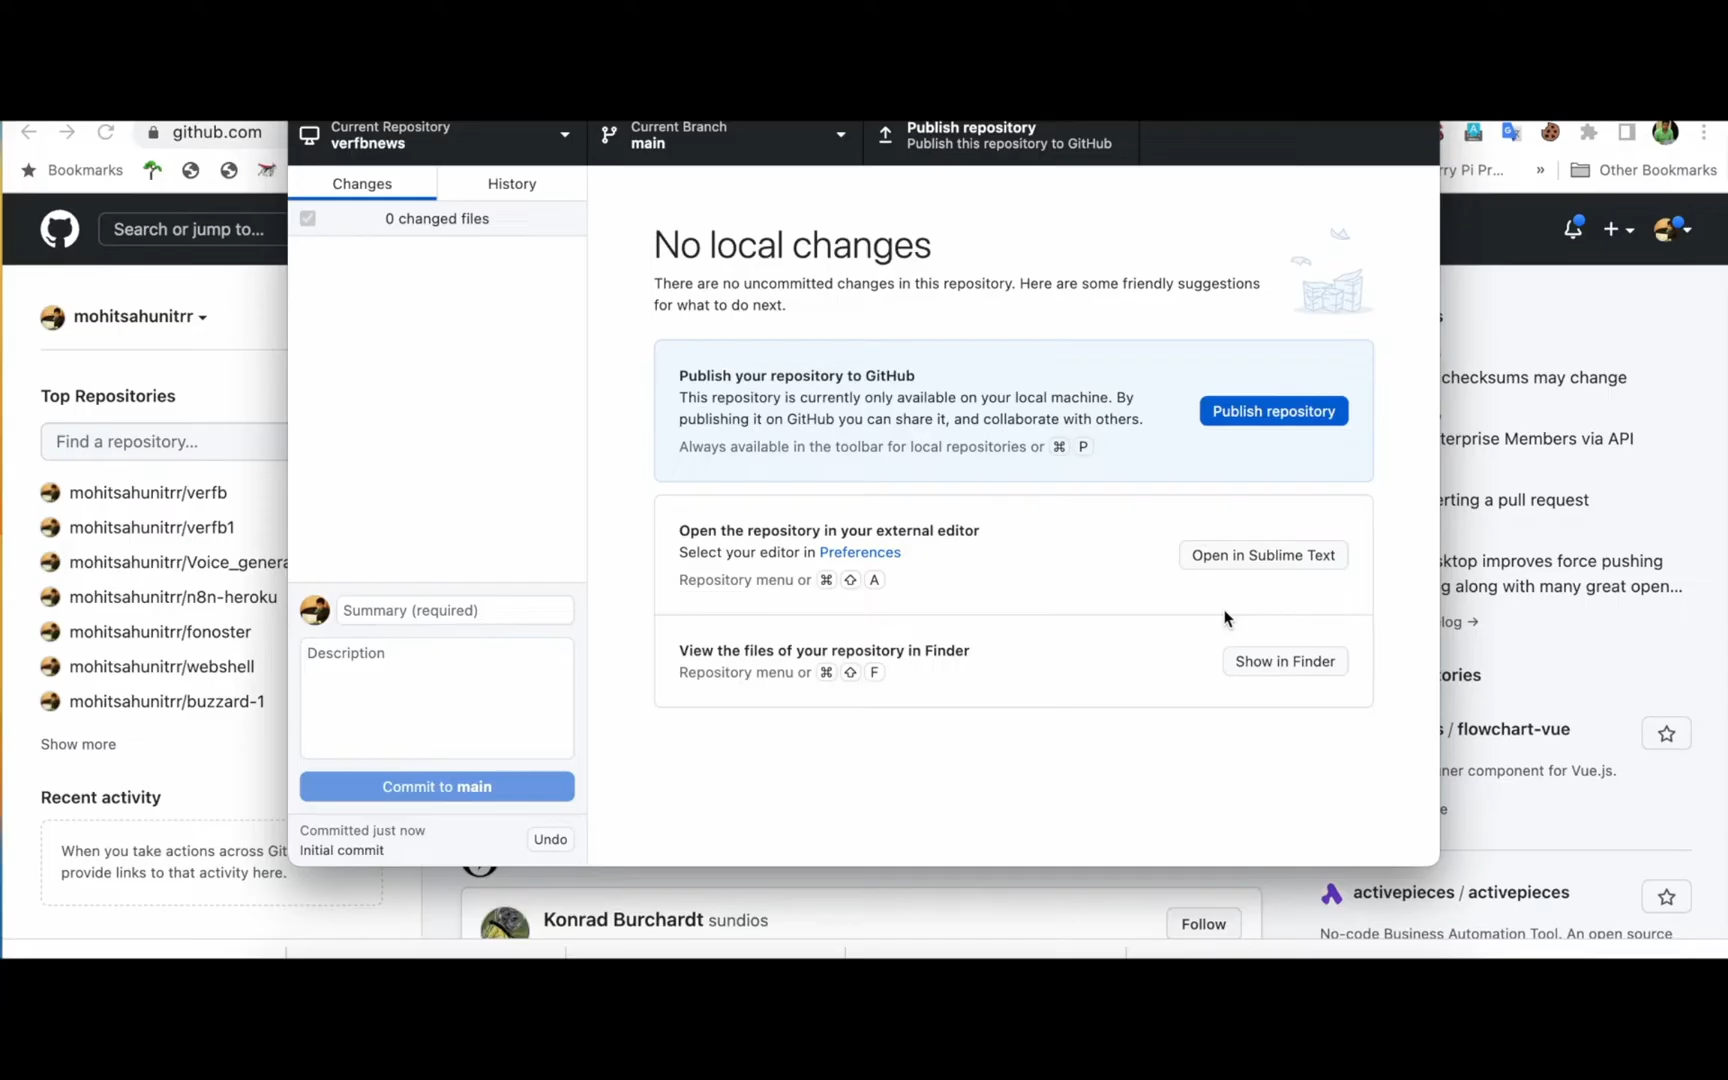 github.com
Bookmarks
Search or jump to...
mohitsahunitrr
Top Repositories
Find a repository...
mohitsahunitrr/verfb
mohitsahunitrr/verfb1
mohitsahunitrr/Voice_genera
mohitsahunitrr/n8n-heroku
mohitsahunitrr/fonoster
mohitsahunitrr/webshell
mohitsahunitrr/buzzard-1
Show more
Recent activity
When you take actions across Git
provide links to that activity here.
Current Repository
verfbnews
Current Branch
main
Publish repository
Publish this repository to GitHub
Changes
History
0 changed files
Summary (required)
Description
Commit to main
Committed just now
Initial commit
Undo
No local changes
There are no uncommitted changes in this repository. Here are some friendly suggestions
for what to do next.
Publish your repository to GitHub
This repository is currently only available on your local machine. By
publishing it on GitHub you can share it, and collaborate with others.
Always available in the toolbar for local repositories or ⌘ P
Publish repository
Open the repository in your external editor
Select your editor in Preferences
Repository menu or ⌘ ⇧ A
Open in Sublime Text
View the files of your repository in Finder
Repository menu or ⌘ ⇧ F
Show in Finder
Konrad Burchardt sundios
Follow
rry Pi Pr...
»
Other Bookmarks
checksums may change
terprise Members via API
erting a pull request
ktop improves force pushing
g along with many great open...
log →
ories
s / flowchart-vue
ner component for Vue.js.
activepieces / activepieces
No-code Business Automation Tool. An open source